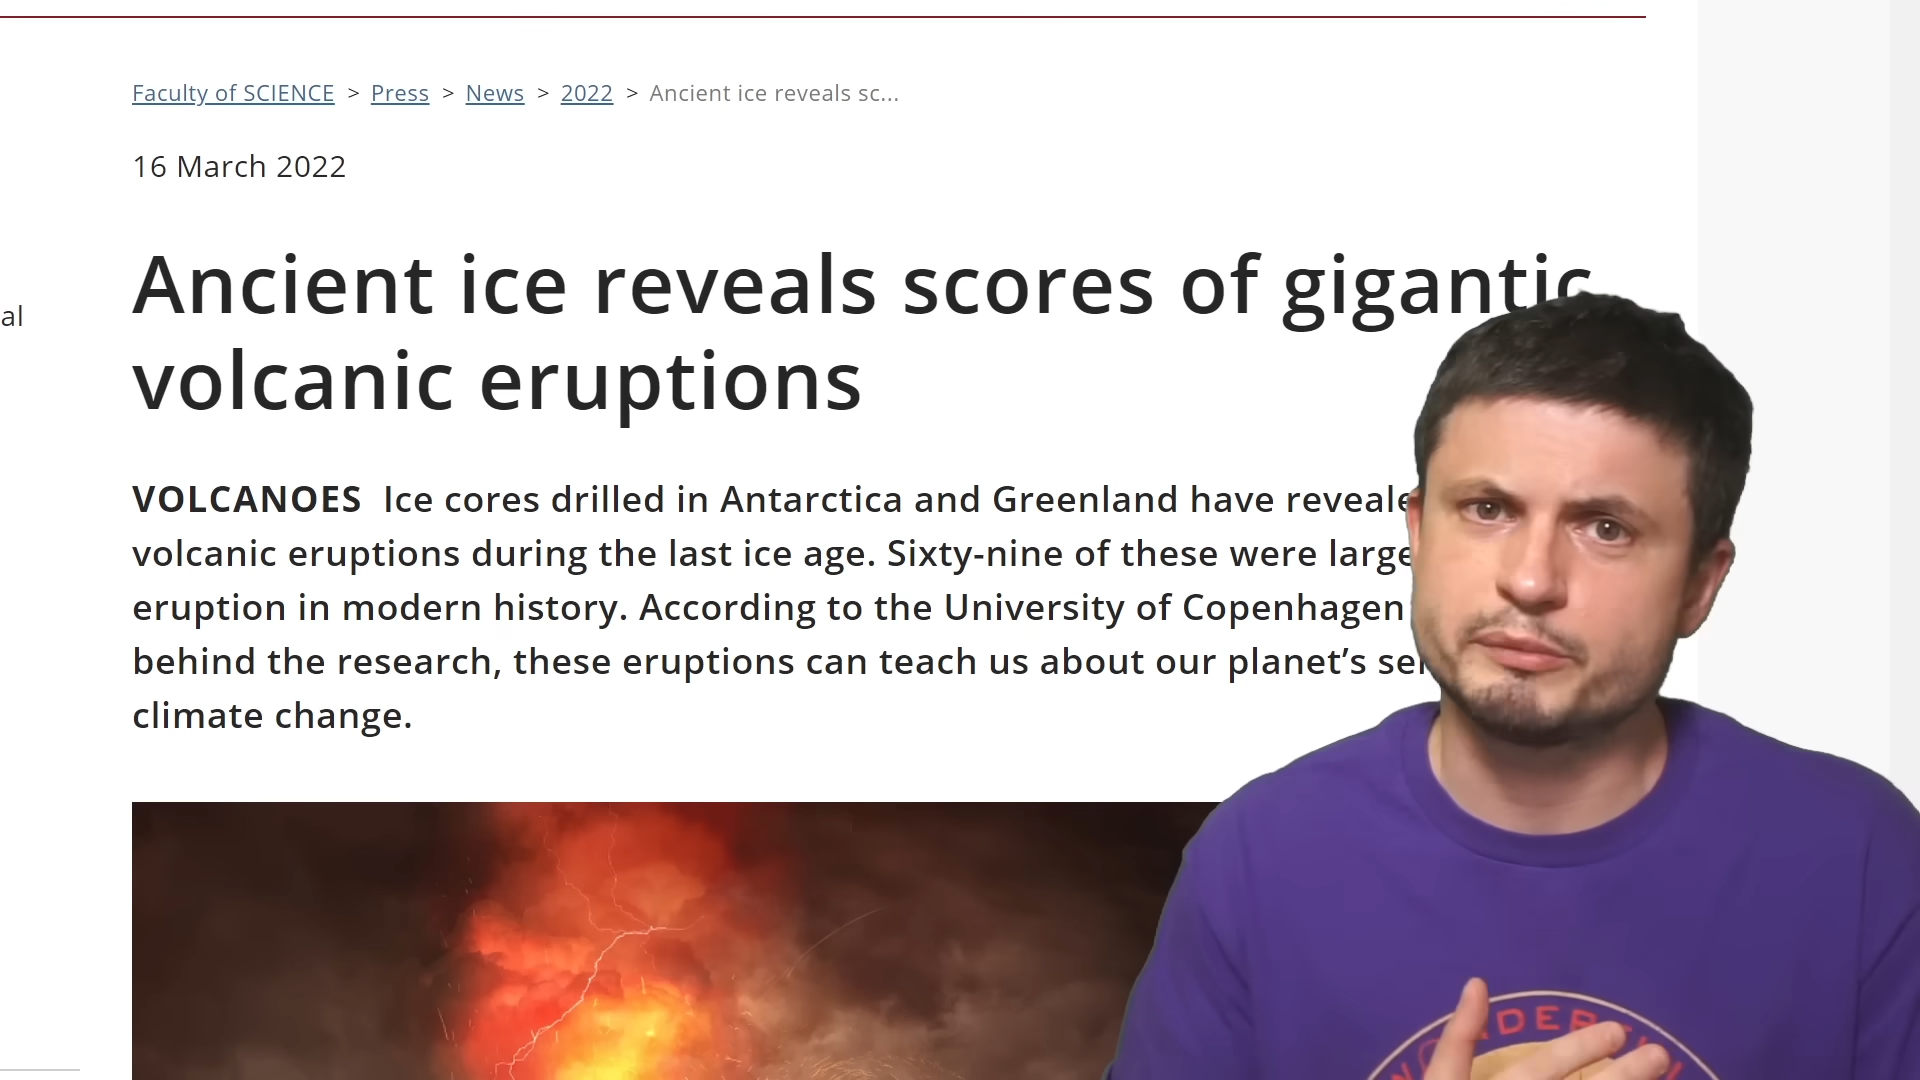 Faculty of SCIENCE > Press > News > 2022 > Ancient ice reveals sc...
16 March 2022
al
Ancient ice reveals scores of gigantic
volcanic eruptions
VOLCANOES Ice cores drilled in Antarctica and Greenland have
volcanic eruptions during the last ice age. Sixty-nine of these were
eruption in modern history. According to the University of Copenhagen
behind the research, these eruptions can teach us about our planet’s
climate change.